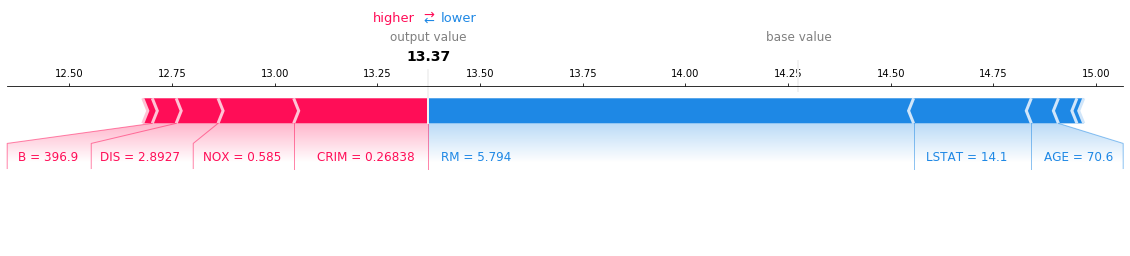 higher ⇄ lower
output value base value
13.37
12.50 12.75 13.00 13.25 13.50 13.75 14.00 14.25 14.50 14.75 15.00
B = 396.9 DIS = 2.8927 NOX = 0.585 CRIM = 0.26838 RM = 5.794 LSTAT = 14.1 AGE = 70.6